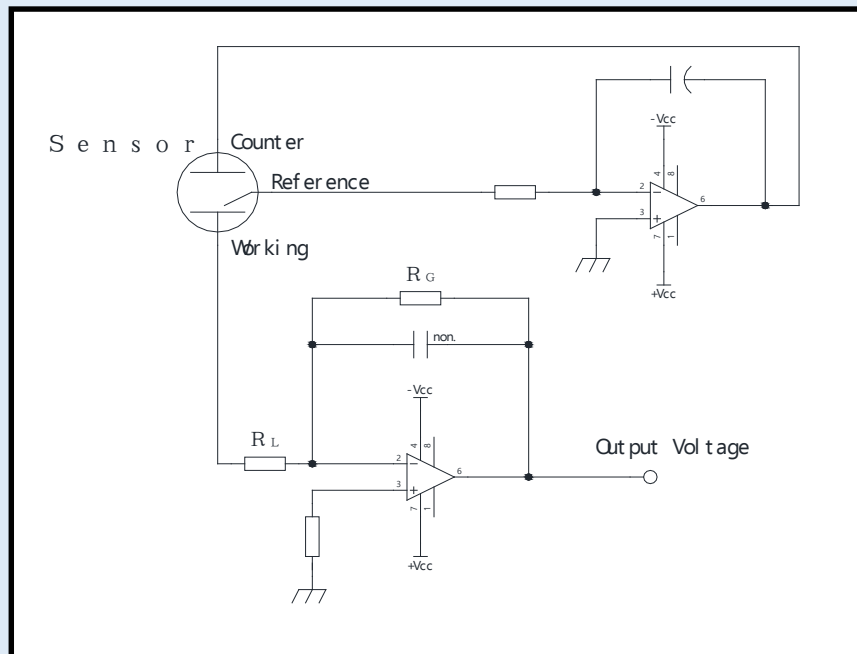 Sensor
Counter
Reference
Working
-Vcc
4
8
2
6
3
7
1
+Vcc
RG
non.
-Vcc
RL
4
8
2
6
3
7
1
+Vcc
Output Voltage